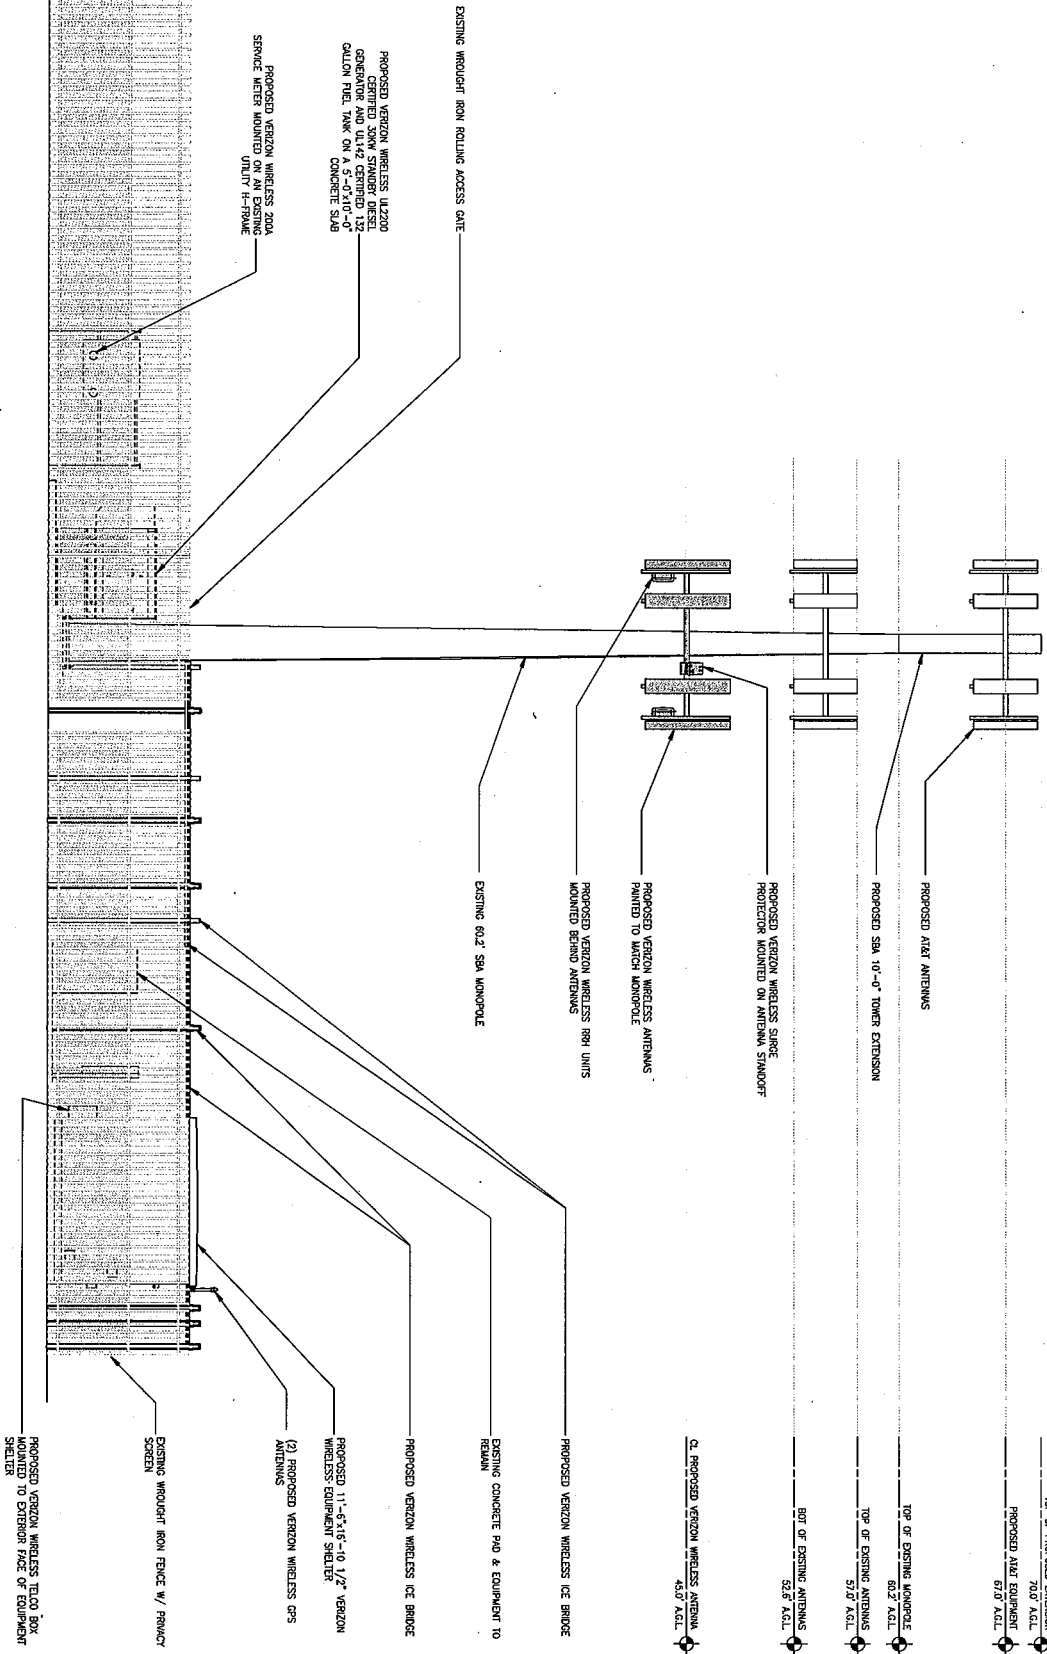 EXISTING WROUGHT IRON ROLLING ACCESS GATE
PROPOSED VERIZON WIRELESS UL2200
CERTIFIED 30KW STANDBY DIESEL
GENERATOR AND UL142 CERTIFIED 132
GALLON FUEL TANK ON A 5'-0"x10'-0"
CONCRETE SLAB
PROPOSED VERIZON WIRELESS 200A
SERVICE METER MOUNTED ON AN EXISTING
UTILITY H-FRAME
PROPOSED AT&T ANTENNAS
PROPOSED SBA 10'-0" TOWER EXTENSION
PROPOSED VERIZON WIRELESS SURGE
PROTECTOR MOUNTED ON ANTENNA STANDOFF
PROPOSED VERIZON WIRELESS ANTENNAS
PAINTED TO MATCH MONOPOLE
PROPOSED VERIZON WIRELESS RRH UNITS
MOUNTED BEHIND ANTENNAS
EXISTING 60.2' SBA MONOPOLE
70.0' A.G.L.
PROPOSED AT&T EQUIPMENT
67.0' A.G.L.
TOP OF EXISTING MONOPOLE
60.2' A.G.L.
TOP OF EXISTING ANTENNAS
57.0' A.G.L.
BOT OF EXISTING ANTENNAS
52.6' A.G.L.
CL PROPOSED VERIZON WIRELESS ANTENNA
45.0' A.G.L.
PROPOSED VERIZON WIRELESS ICE BRIDGE
EXISTING CONCRETE PAD & EQUIPMENT TO
REMAIN
PROPOSED VERIZON WIRELESS ICE BRIDGE
PROPOSED 11'-6"x16'-10 1/2" VERIZON
WIRELESS EQUIPMENT SHELTER
(2) PROPOSED VERIZON WIRELESS GPS
ANTENNAS
EXISTING WROUGHT IRON FENCE W/ PRIVACY
SCREEN
PROPOSED VERIZON WIRELESS TELCO BOX
MOUNTED TO EXTERIOR FACE OF EQUIPMENT
SHELTER